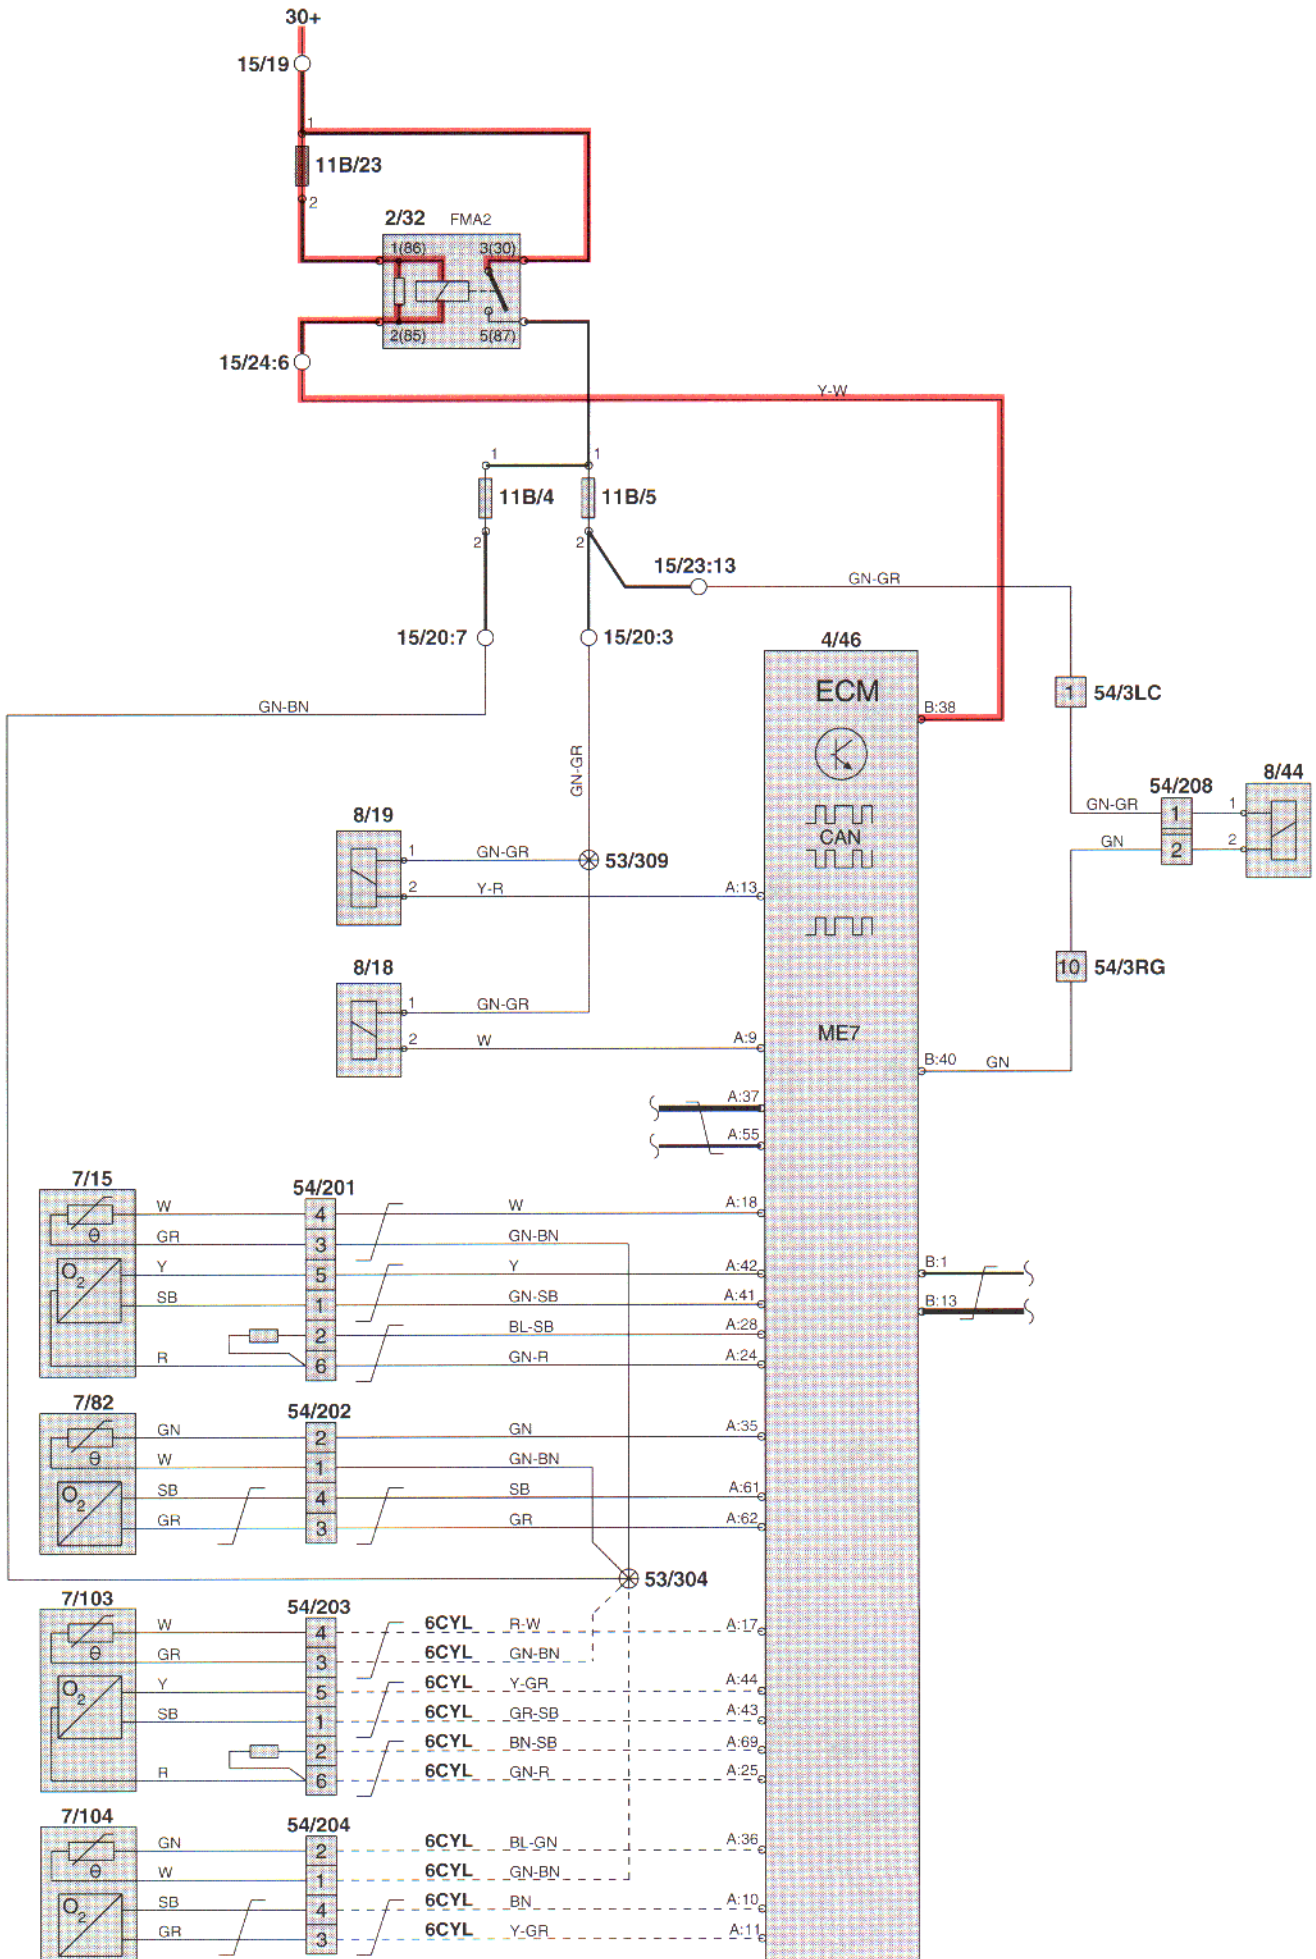 30+
15/19
1
11B/23
2
2/32 FMA2
1(86) 3(30)
2(85) 5(87)
15/24:6
Y-W
1 1
11B/4 11B/5
2 2
15/23:13
GN-GR
15/20:7 15/20:3
4/46
ECM
1 54/3LC
GN-BN
B:38
GN-GR
8/44
54/208
8/19
GN-GR 1 1
CAN
1 GN-GR 53/309
GN 2 2
2 Y-R A:13
8/18
10 54/3RG
1 GN-GR
ME7
2 W A:9
B:40 GN
A:37
A:55
7/15 54/201
W 4 W A:18
θ
GR 3 GN-BN
O2
Y 5 Y A:42
B:1
SB 1 GN-SB A:41
B:13
2 BL-SB A:28
R 6 GN-R A:24
7/82 54/202
GN 2 GN A:35
θ
W 1 GN-BN
O2
SB 4 SB A:61
GR 3 GR A:62
53/304
7/103 54/203
W 4 6CYL R-W A:17
θ
GR 3 6CYL GN-BN
O2
Y 5 6CYL Y-GR A:44
SB 1 6CYL GR-SB A:43
2 6CYL BN-SB A:69
R 6 6CYL GN-R A:25
7/104 54/204
GN 2 6CYL BL-GN A:36
θ
W 1 6CYL GN-BN
O2
SB 4 6CYL BN A:10
GR 3 6CYL Y-GR A:11